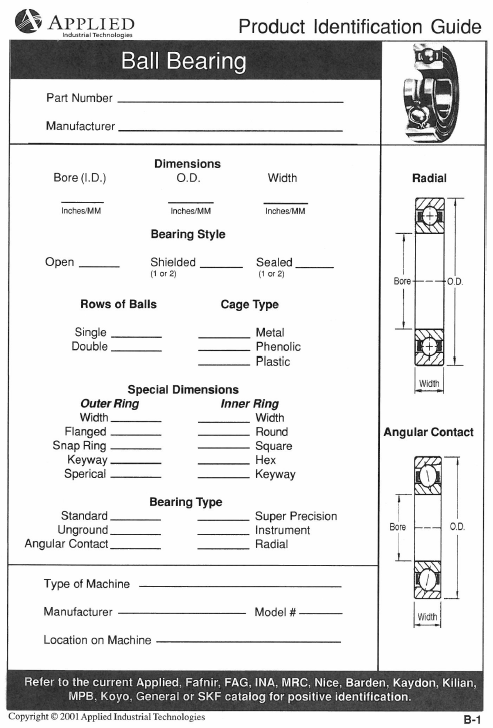 APPLIED
Industrial Technologies
Product Identification Guide
Ball Bearing
Part Number
Manufacturer
Dimensions
Bore (I.D.) O.D. Width
Inches/MM Inches/MM Inches/MM
Bearing Style
Open Shielded Sealed
(1 or 2) (1 or 2)
Rows of Balls Cage Type
Single Metal
Double Phenolic
Plastic
Special Dimensions
Outer Ring Inner Ring
Width Width
Flanged Round
Snap Ring Square
Keyway Hex
Sperical Keyway
Bearing Type
Standard Super Precision
Unground Instrument
Angular Contact Radial
Radial
Bore O.D.
Width
Angular Contact
Bore O.D.
Width
Type of Machine
Manufacturer Model #
Location on Machine
Refer to the current Applied, Fafnir, FAG, INA, MRC, Nice, Barden, Kaydon, Kilian,
MPB, Koyo, General or SKF catalog for positive identification.
Copyright © 2001 Applied Industrial Technologies
B-1